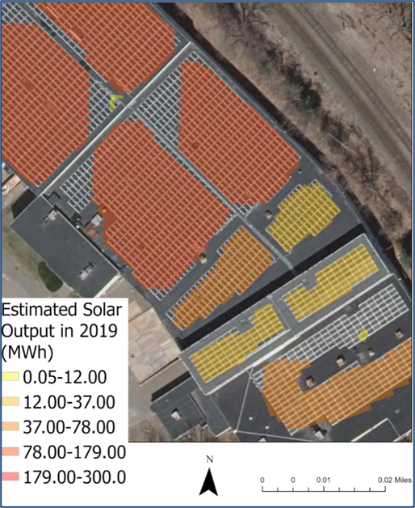 Estimated Solar
Output in 2019
(MWh)
0.05-12.00
12.00-37.00
37.00-78.00
78.00-179.00
179.00-300.0
N
0 0.01 0.02 Miles